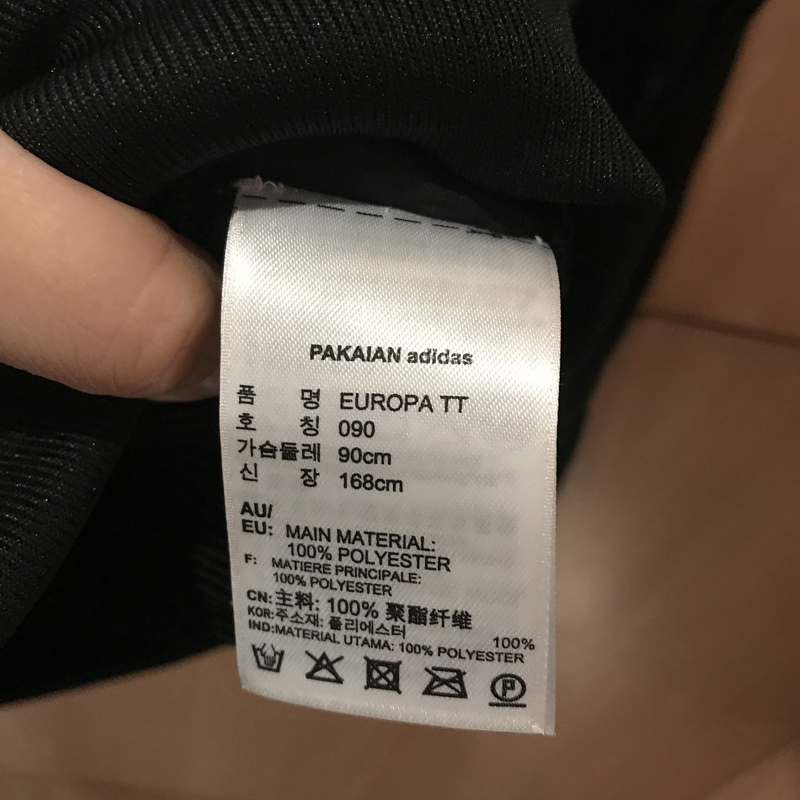 PAKAIAN adidas
품 명 EUROPA TT
호 칭 090
가슴둘레 90cm
신 장 168cm
AU/
EU: MAIN MATERIAL:
100% POLYESTER
F: MATIERE PRINCIPALE:
100% POLYESTER
CN: 主料: 100% 聚酯纤维
KOR: 주소재: 폴리에스터
100%
IND: MATERIAL UTAMA: 100% POLYESTER
P